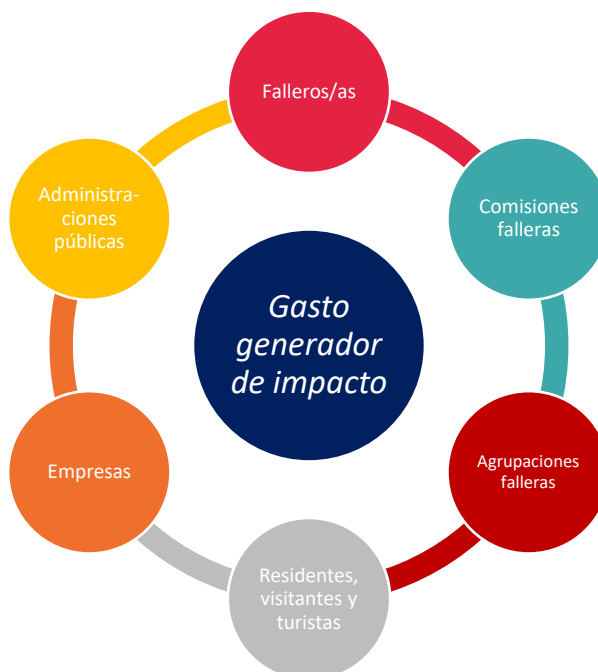 Falleros/as
Comisiones
falleras
Agrupaciones
falleras
Residentes,
visitantes y
turistas
Empresas
Administra-
ciones
públicas
Gasto
generador
de impacto